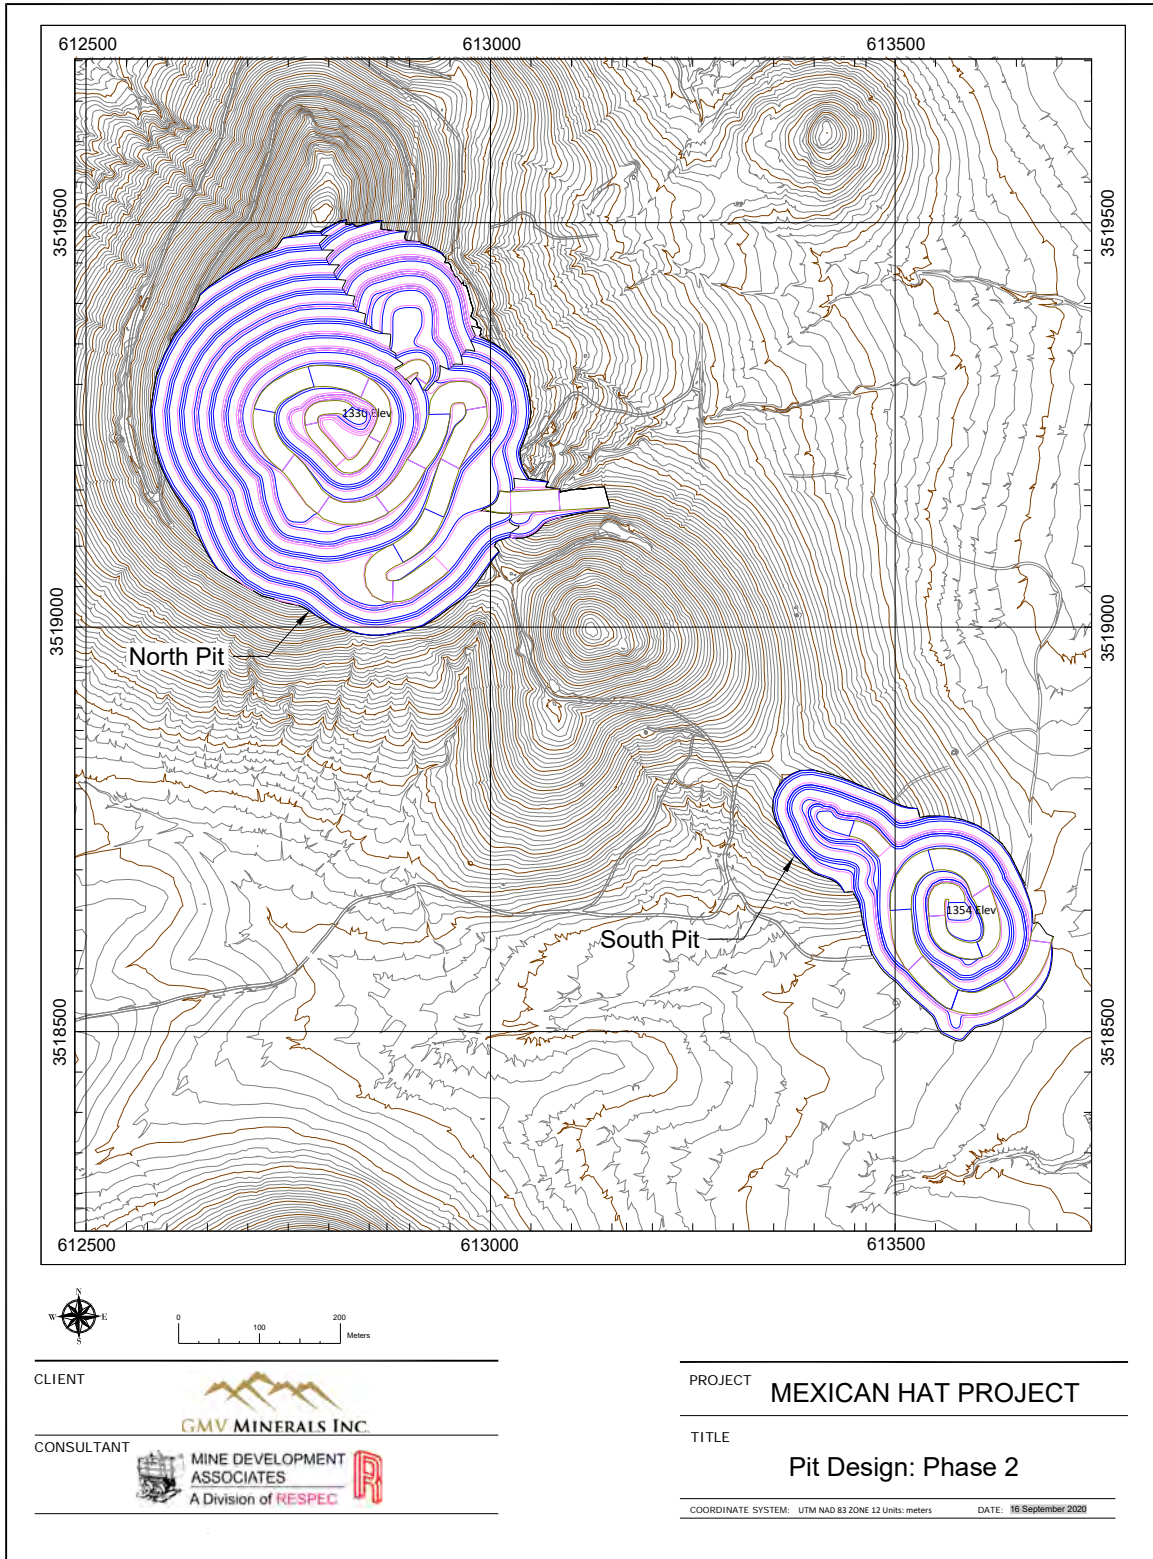 612500 613000 613500
3519500 3519500
1330 Elev
3519000 3519000
North Pit
1354 Elev
South Pit
3518500 3518500
612500 613000 613500
N
W E
S
0 100 200
Meters
CLIENT
GMV MINERALS INC.
CONSULTANT
MINE DEVELOPMENT
ASSOCIATES
A Division of RESPEC
R
PROJECT MEXICAN HAT PROJECT
TITLE
Pit Design: Phase 2
COORDINATE SYSTEM: UTM NAD 83 ZONE 12 Units: meters DATE: 16 September 2020